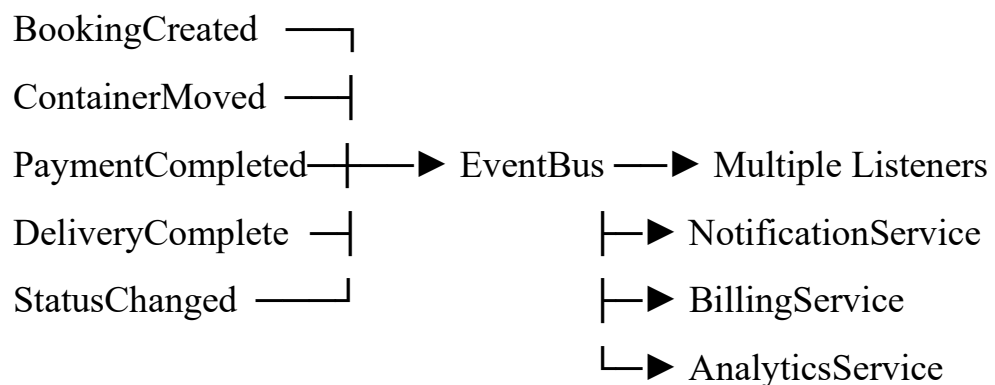 BookingCreated
ContainerMoved
PaymentCompleted EventBus Multiple Listeners
DeliveryComplete NotificationService
StatusChanged BillingService
AnalyticsService